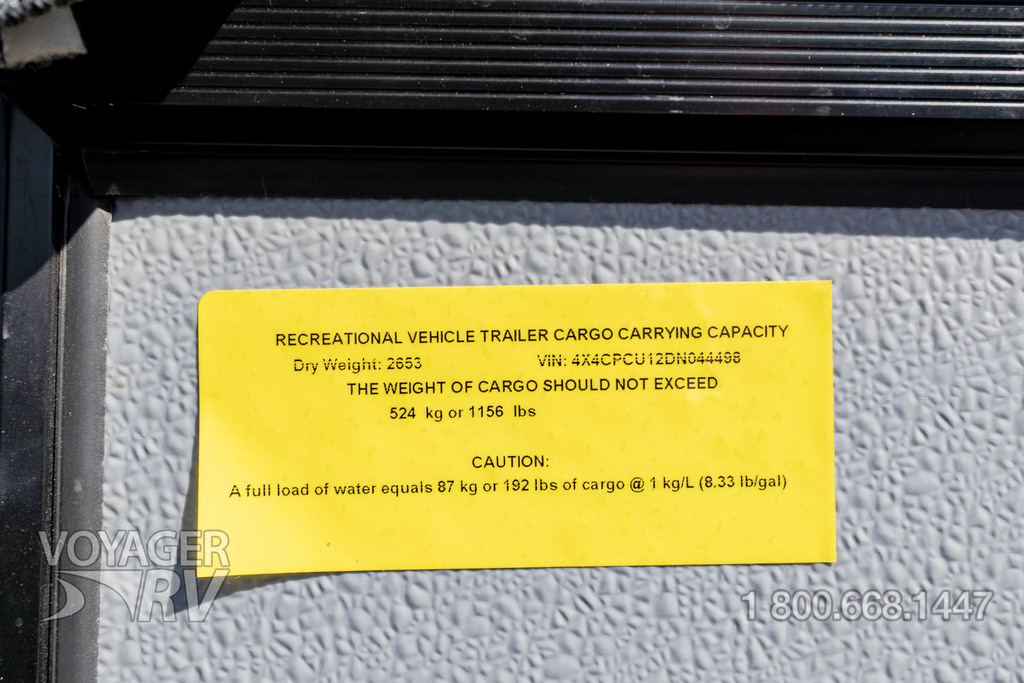 RECREATIONAL VEHICLE TRAILER CARGO CARRYING CAPACITY
Dry Weight: 2653 VIN: 4X4CPCU12DN044498
THE WEIGHT OF CARGO SHOULD NOT EXCEED
524 kg or 1156 lbs
CAUTION:
A full load of water equals 87 kg or 192 lbs of cargo @ 1 kg/L (8.33 lb/gal)
VOYAGER
RV
1 800.668.1447